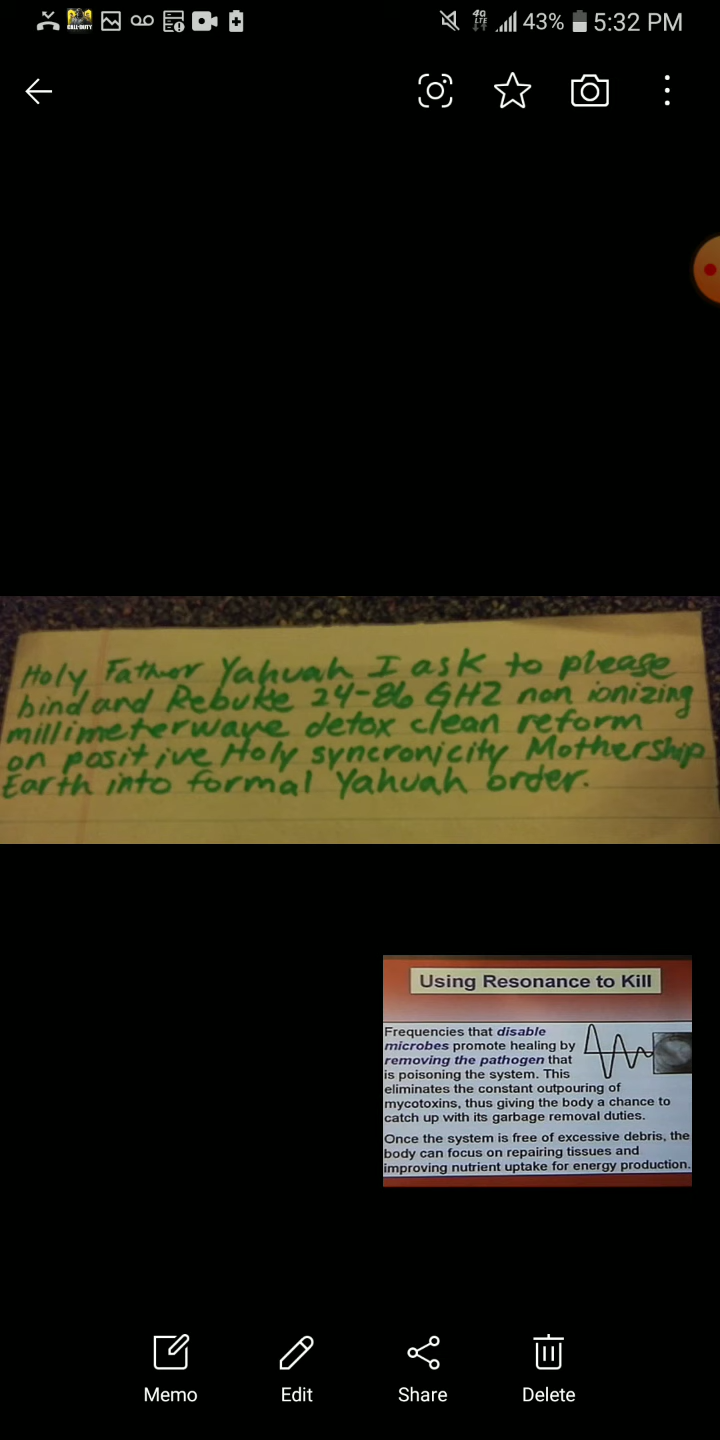 43% 5:32 PM
Holy Father Yahuah I ask to please
bind and Rebuke 24-86 GHZ non ionizing
millimeterwave detox clean reform
on positive Holy syncronicity Mothership
Earth into formal Yahuah order.
Using Resonance to Kill
Frequencies that disable
microbes promote healing by
removing the pathogen that
is poisoning the system. This
eliminates the constant outpouring of
mycotoxins, thus giving the body a chance to
catch up with its garbage removal duties.
Once the system is free of excessive debris, the
body can focus on repairing tissues and
improving nutrient uptake for energy production.
Memo Edit Share Delete